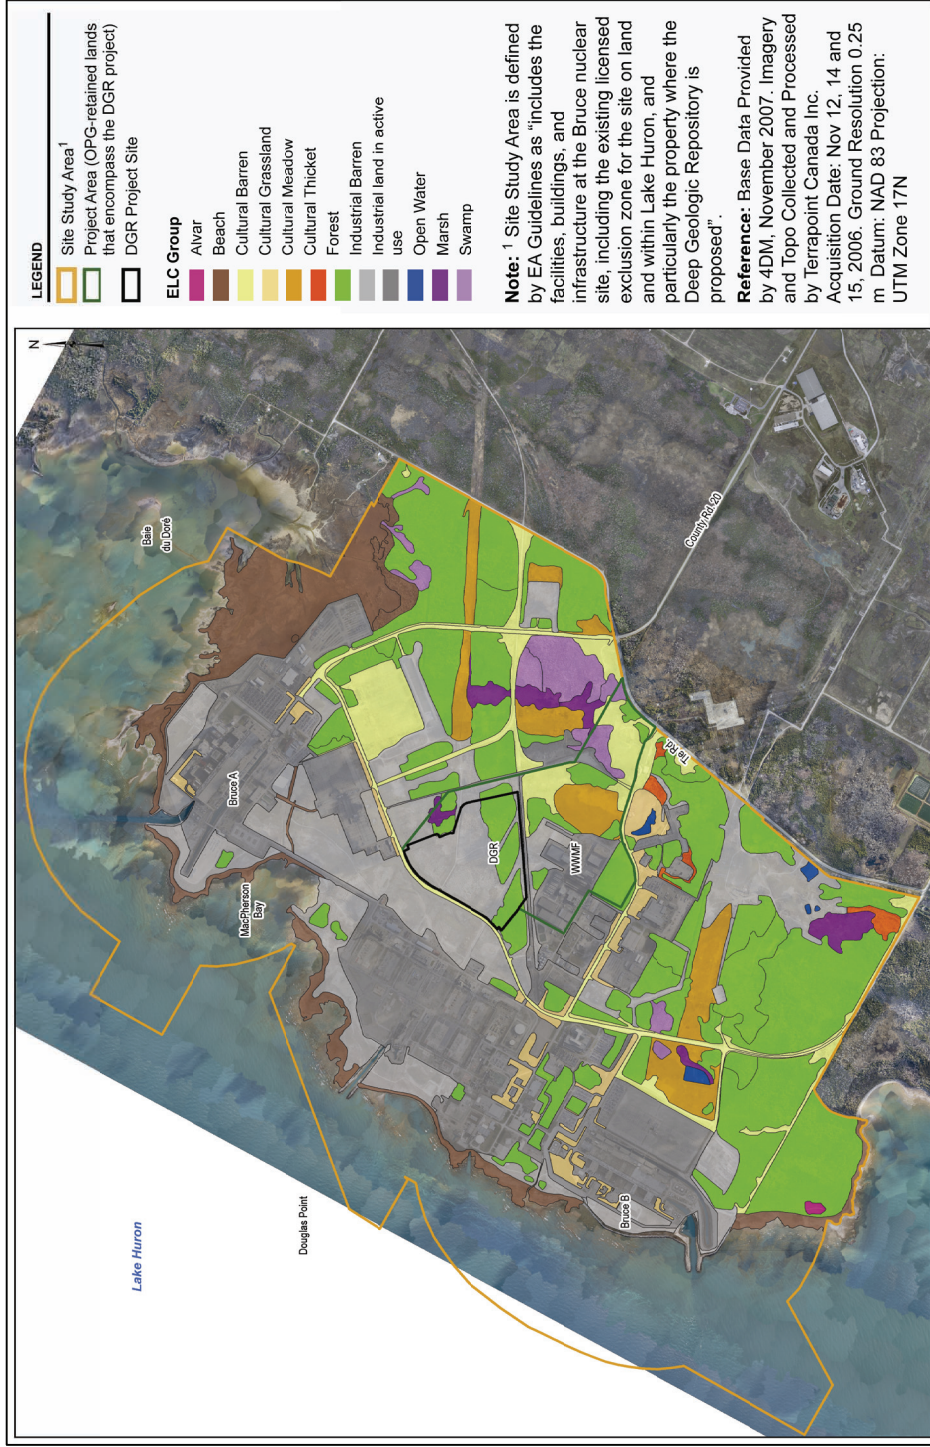 LEGEND
Site Study Area¹
Project Area (OPG-retained lands
that encompass the DGR project)
DGR Project Site
ELC Group
Alvar
Beach
Cultural Barren
Cultural Grassland
Cultural Meadow
Cultural Thicket
Forest
Industrial Barren
Industrial land in active
use
Open Water
Marsh
Swamp
Note: ¹ Site Study Area is defined
by EA Guidelines as “includes the
facilities, buildings, and
infrastructure at the Bruce nuclear
site, including the existing licensed
exclusion zone for the site on land
and within Lake Huron, and
particularly the property where the
Deep Geologic Repository is
proposed”.
Reference: Base Data Provided
by 4DM, November 2007. Imagery
and Topo Collected and Processed
by Terrapoint Canada Inc.
Acquisition Date: Nov 12, 14 and
15, 2006. Ground Resolution 0.25
m Datum: NAD 83 Projection:
UTM Zone 17N
N
Baie
du Doré
Bruce A
MacPherson
Bay
Lake Huron
Douglas Point
DGR
WWMF
Bruce B
County Rd. 20
Tie Rd.